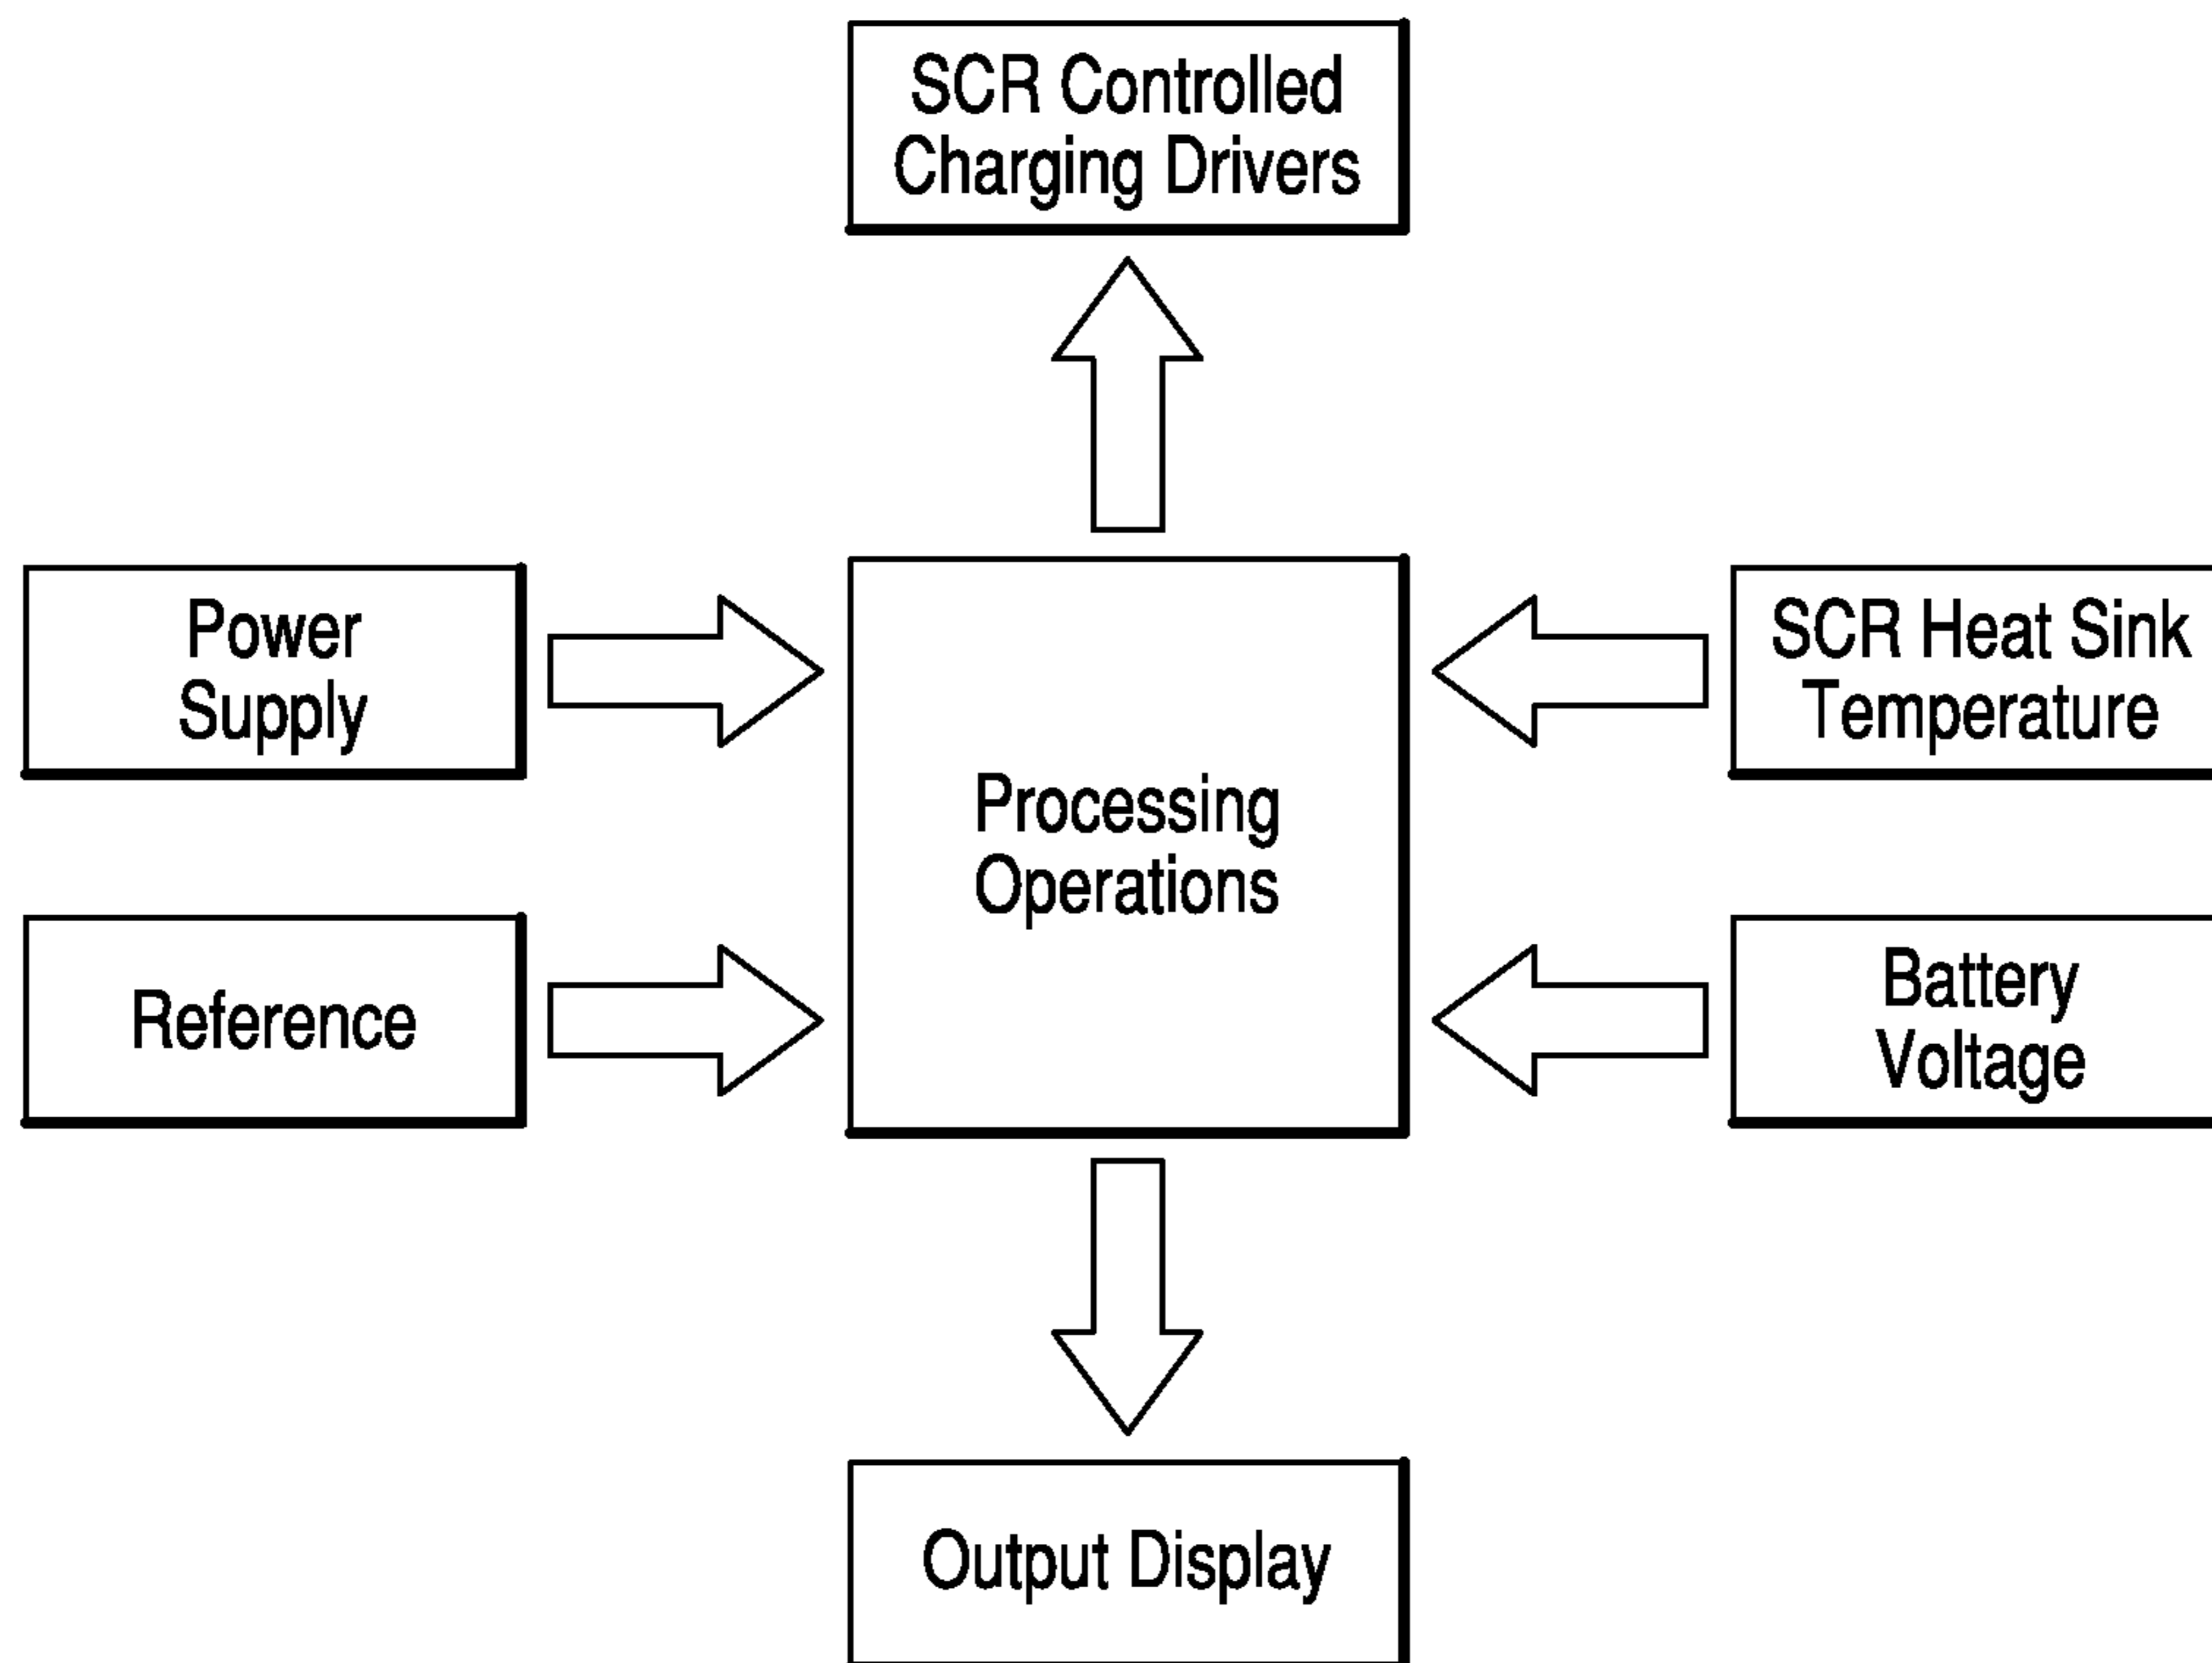 SCR Controlled
Charging Drivers
Power
Supply
SCR Heat Sink
Temperature
Processing
Operations
Reference
Battery
Voltage
Output Display